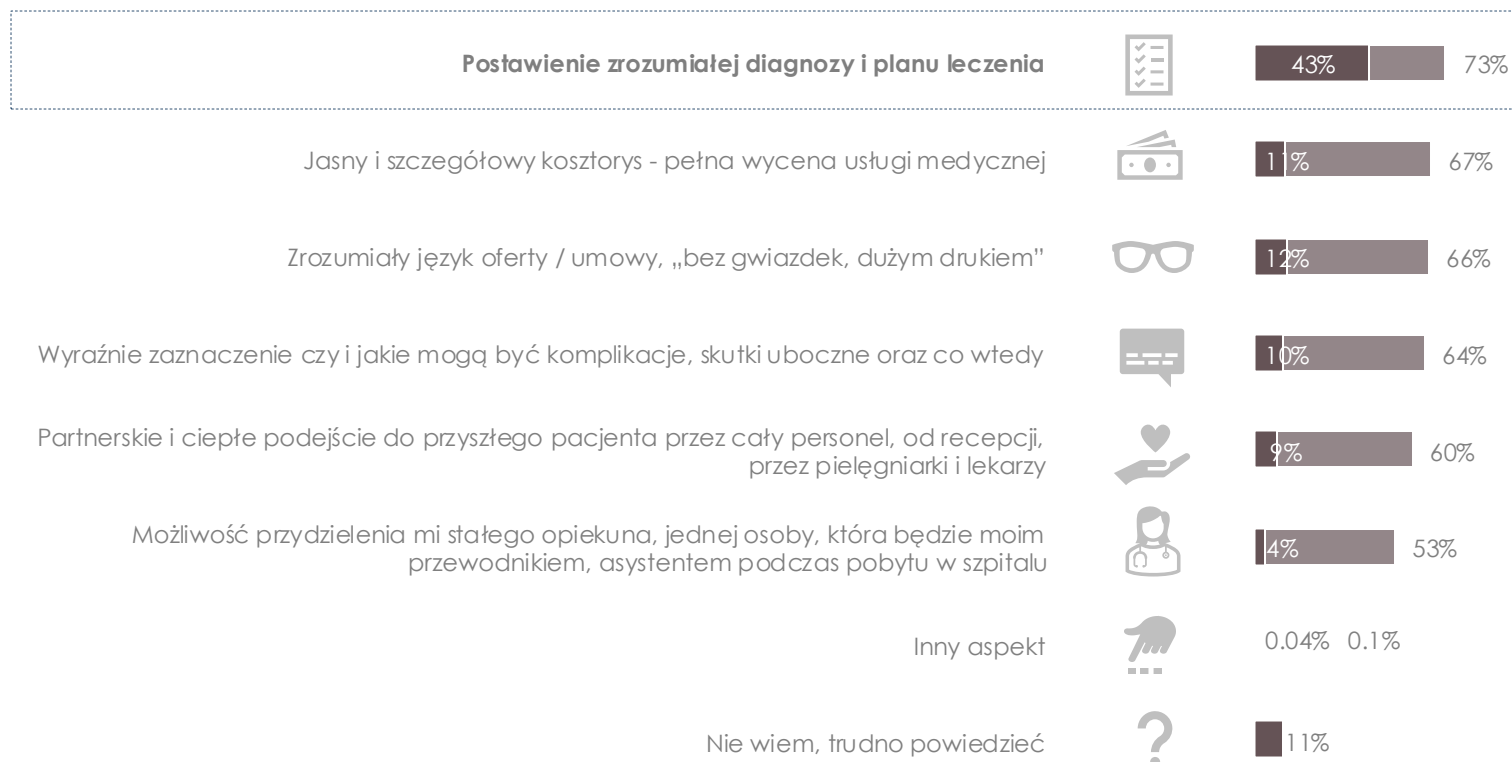 Postawienie zrozumiałej diagnozy i planu leczenia 43% 73%
Jasny i szczegółowy kosztorys - pełna wycena usługi medycznej 11% 67%
Zrozumiały język oferty / umowy, „bez gwiazdek, dużym drukiem” 12% 66%
Wyraźnie zaznaczenie czy i jakie mogą być komplikacje, skutki uboczne oraz co wtedy 10% 64%
Partnerskie i ciepłe podejście do przyszłego pacjenta przez cały personel, od recepcji,
przez pielęgniarki i lekarzy 9% 60%
Możliwość przydzielenia mi stałego opiekuna, jednej osoby, która będzie moim
przewodnikiem, asystentem podczas pobytu w szpitalu 4% 53%
Inny aspekt 0.04% 0.1%
Nie wiem, trudno powiedzieć 11%